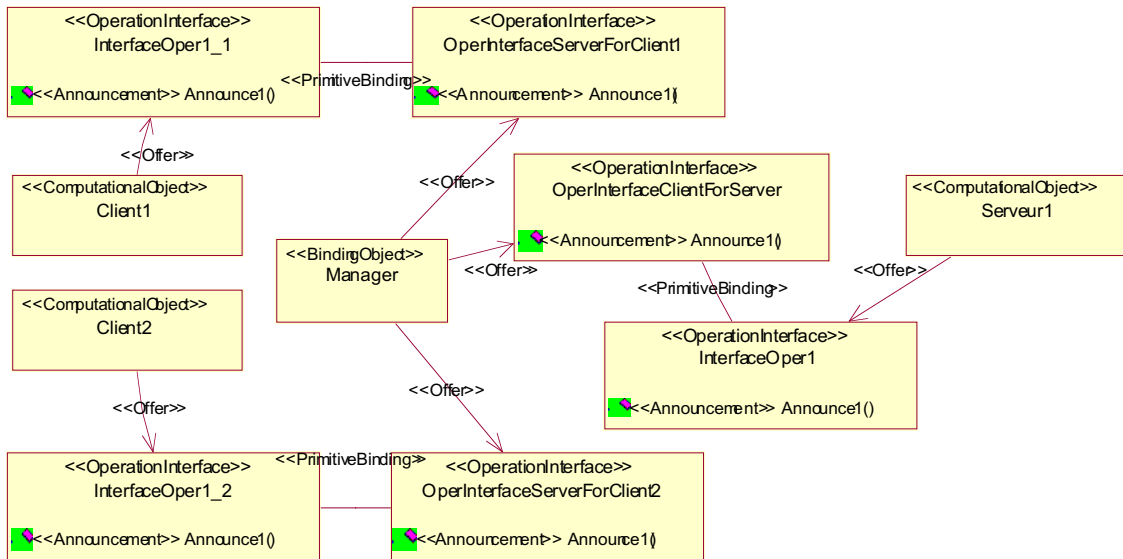 <<OperationInterface>>
InterfaceOper1_1
<<Announcement>> Announce1()
<<PrimitiveBinding>>
<<OperationInterface>>
OperInterfaceServerForClient1
<<Announcement>> Announce1()
<<Offer>>
<<ComputationalObject>>
Client1
<<Offer>>
<<OperationInterface>>
OperInterfaceClientForServer
<<Announcement>> Announce1()
<<ComputationalObject>>
Serveur1
<<BindingObject>>
Manager
<<Offer>>
<<Offer>>
<<PrimitiveBinding>>
<<ComputationalObject>>
Client2
<<OperationInterface>>
InterfaceOper1
<<Announcement>> Announce1()
<<Offer>>
<<Offer>>
<<OperationInterface>>
InterfaceOper1_2
<<Announcement>> Announce1()
<<PrimitiveBinding>>
<<OperationInterface>>
OperInterfaceServerForClient2
<<Announcement>> Announce1()